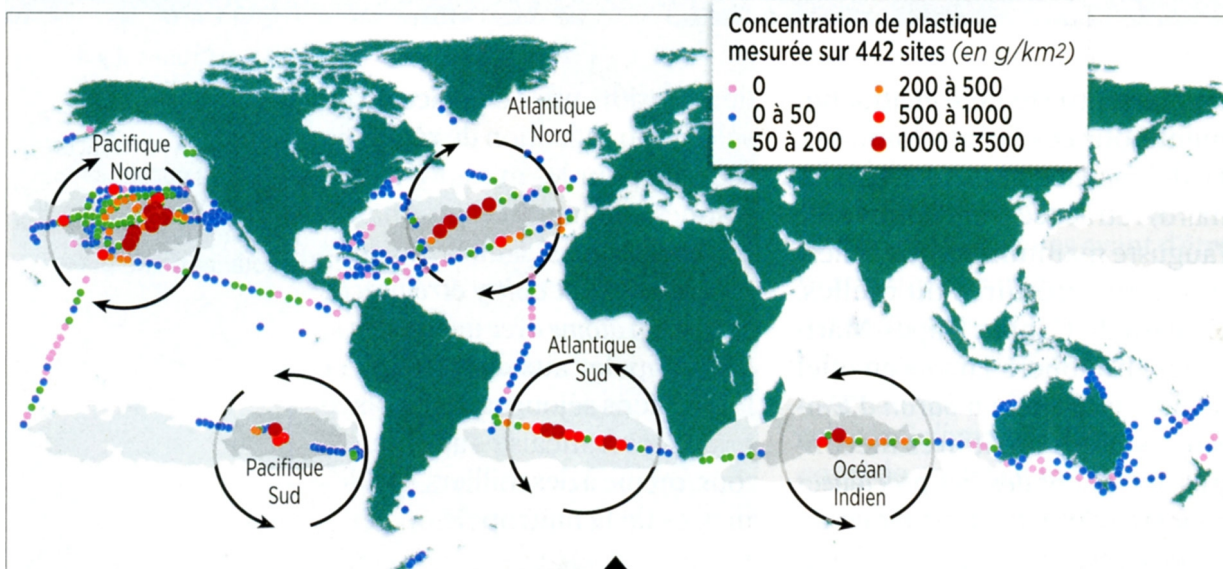 Concentration de plastique
mesurée sur 442 sites (en g/km2)
0
0 à 50
50 à 200
200 à 500
500 à 1000
1000 à 3500
Pacifique
Nord
Atlantique
Nord
Atlantique
Sud
Pacifique
Sud
Océan
Indien